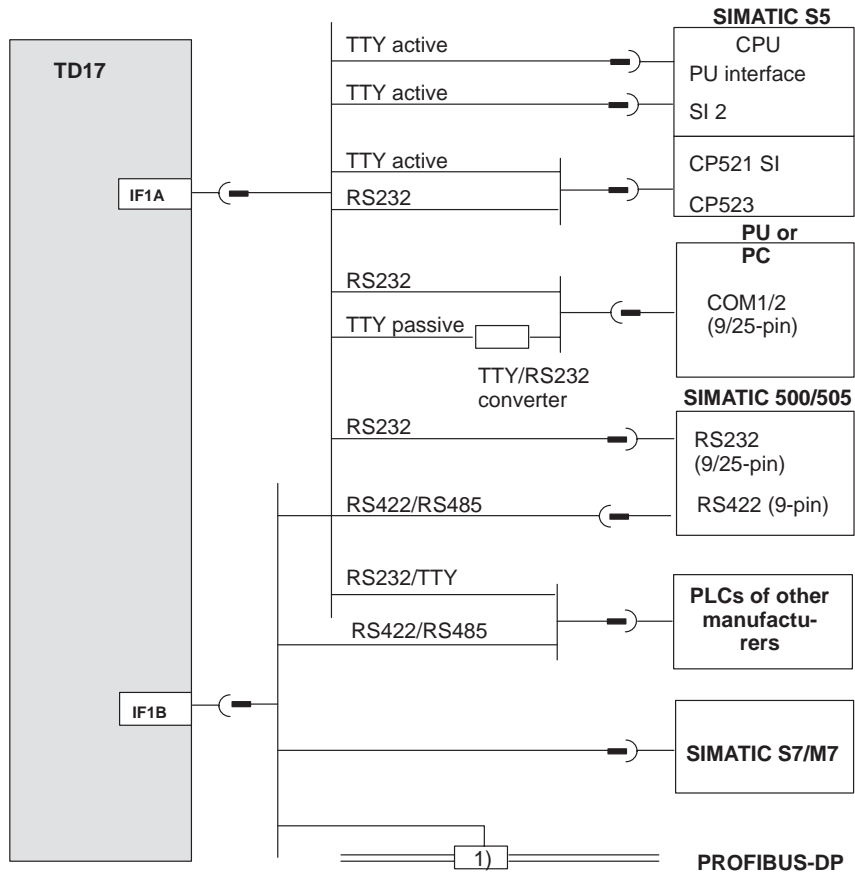 SIMATIC S5
TD17
TTY active
CPU
PU interface
TTY active
SI 2
TTY active
CP521 SI
IF1A
RS232
CP523
PU or
PC
RS232
COM1/2
(9/25-pin)
TTY passive
TTY/RS232
converter
SIMATIC 500/505
RS232
RS232
(9/25-pin)
RS422/RS485
RS422 (9-pin)
RS232/TTY
PLCs of other
manufactu-
rers
RS422/RS485
IF1B
SIMATIC S7/M7
1)
PROFIBUS-DP